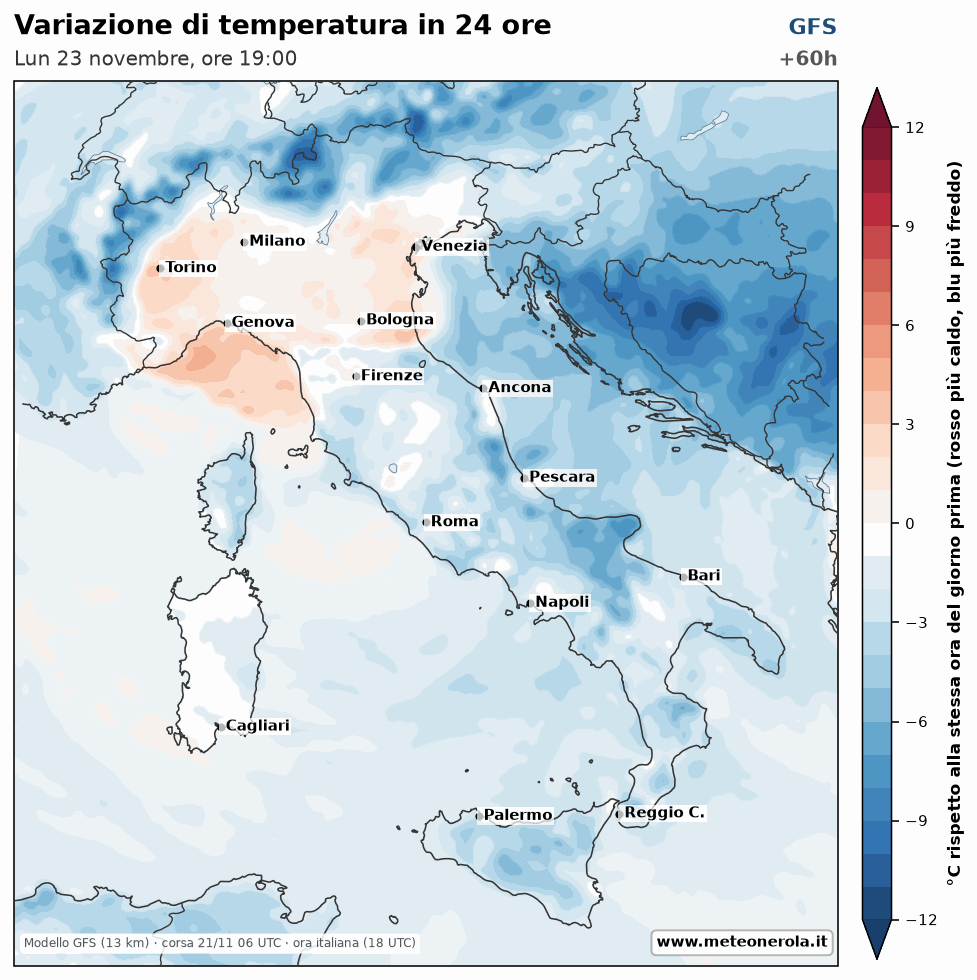 Variazione di temperatura in 24 ore
GFS
Lun 23 novembre, ore 19:00
+60h
Milano
Venezia
Torino
Genova
Bologna
Firenze
Ancona
Pescara
Roma
Bari
Napoli
Cagliari
Palermo
Reggio C.
12
9
6
3
0
−3
−6
−9
−12
°C rispetto alla stessa ora del giorno prima (rosso più caldo, blu più freddo)
Modello GFS (13 km) · corsa 21/11 06 UTC · ora italiana (18 UTC)
www.meteonerola.it